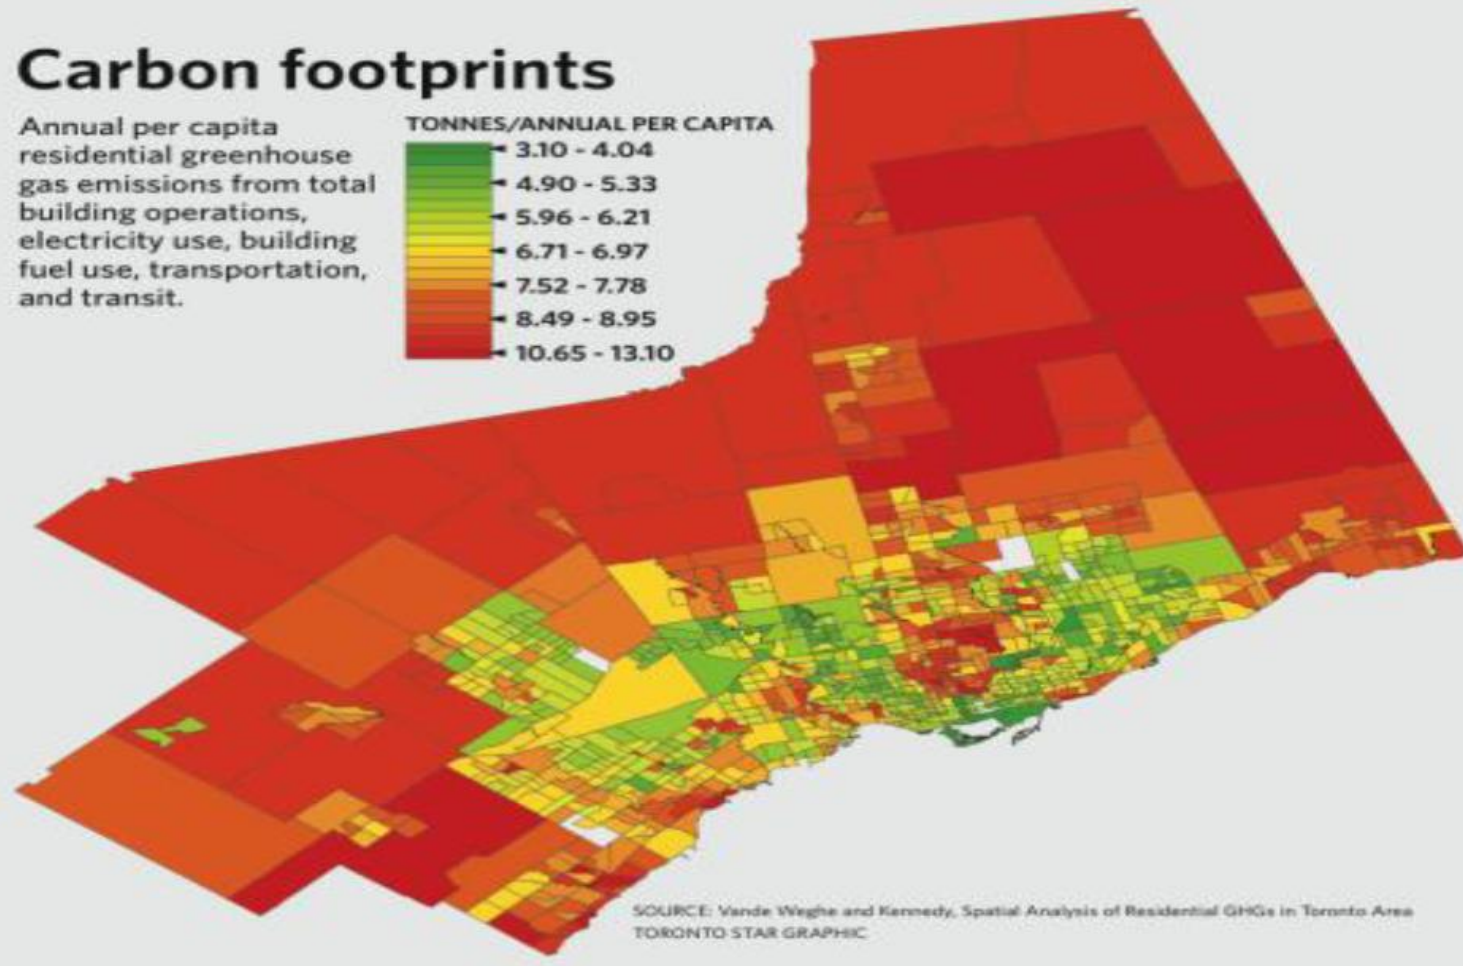 Carbon footprints
Annual per capita
residential greenhouse
gas emissions from total
building operations,
electricity use, building
fuel use, transportation,
and transit.
TONNES/ANNUAL PER CAPITA
3.10 - 4.04
4.90 - 5.33
5.96 - 6.21
6.71 - 6.97
7.52 - 7.78
8.49 - 8.95
10.65 - 13.10
SOURCE: Vande Weghe and Kennedy, Spatial Analysis of Residential GHGs in Toronto Area
TORONTO STAR GRAPHIC